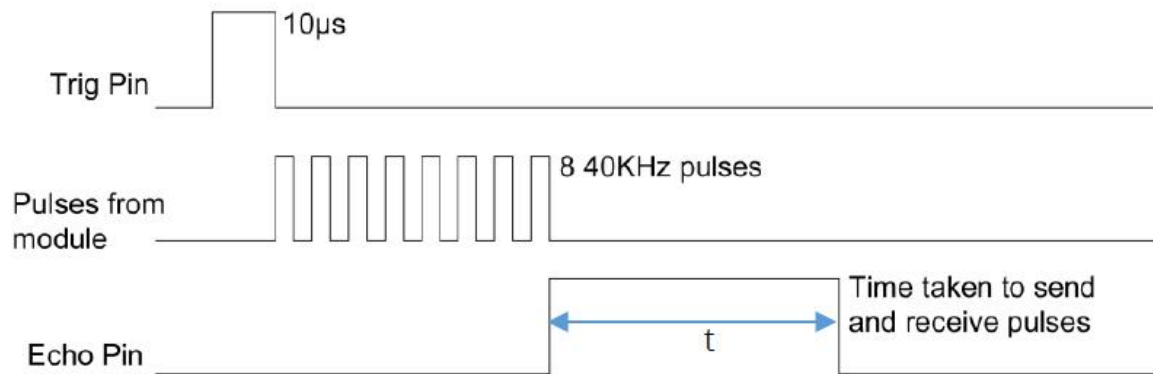 10μs
Trig Pin
8 40KHz pulses
Pulses from
module
Time taken to send
and receive pulses
t
Echo Pin